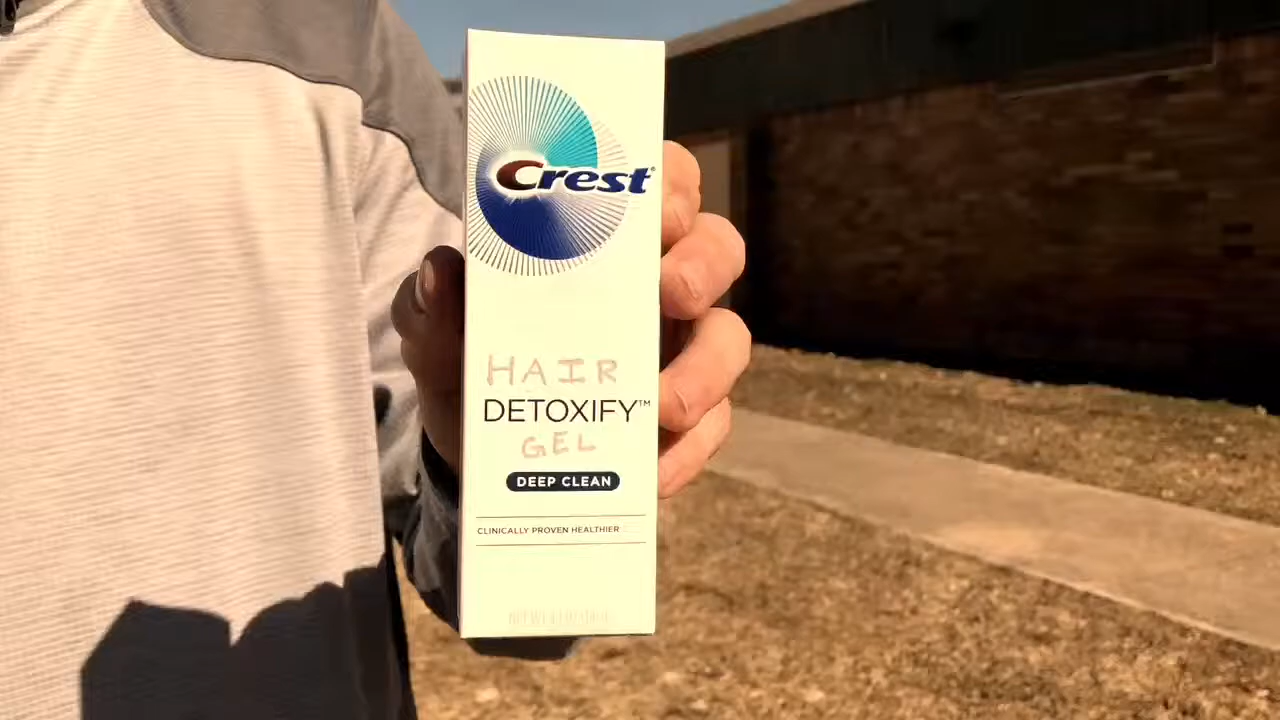 Crest®
HAIR
DETOXIFY™
GEL
DEEP CLEAN
CLINICALLY PROVEN HEALTHIER